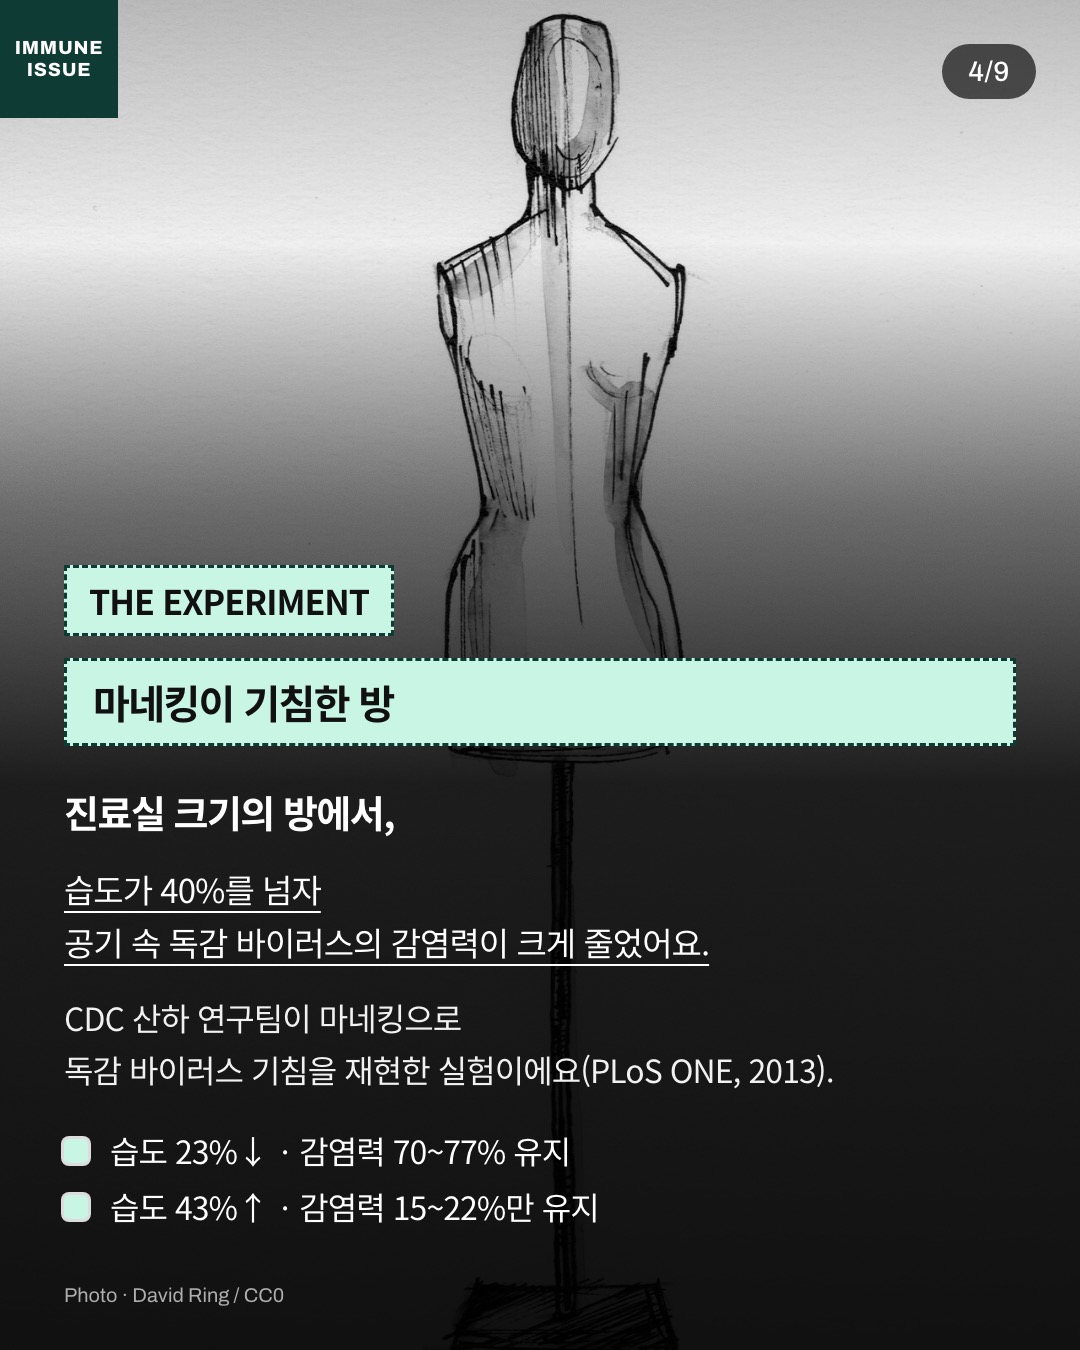 IMMUNE
ISSUE
4/9
THE EXPERIMENT
마네킹이 기침한 방
진료실 크기의 방에서,
습도가 40%를 넘자
공기 속 독감 바이러스의 감염력이 크게 줄었어요.
CDC 산하 연구팀이 마네킹으로
독감 바이러스 기침을 재현한 실험이에요(PLoS ONE, 2013).
습도 23%↓ · 감염력 70~77% 유지
습도 43%↑ · 감염력 15~22%만 유지
Photo · David Ring / CC0